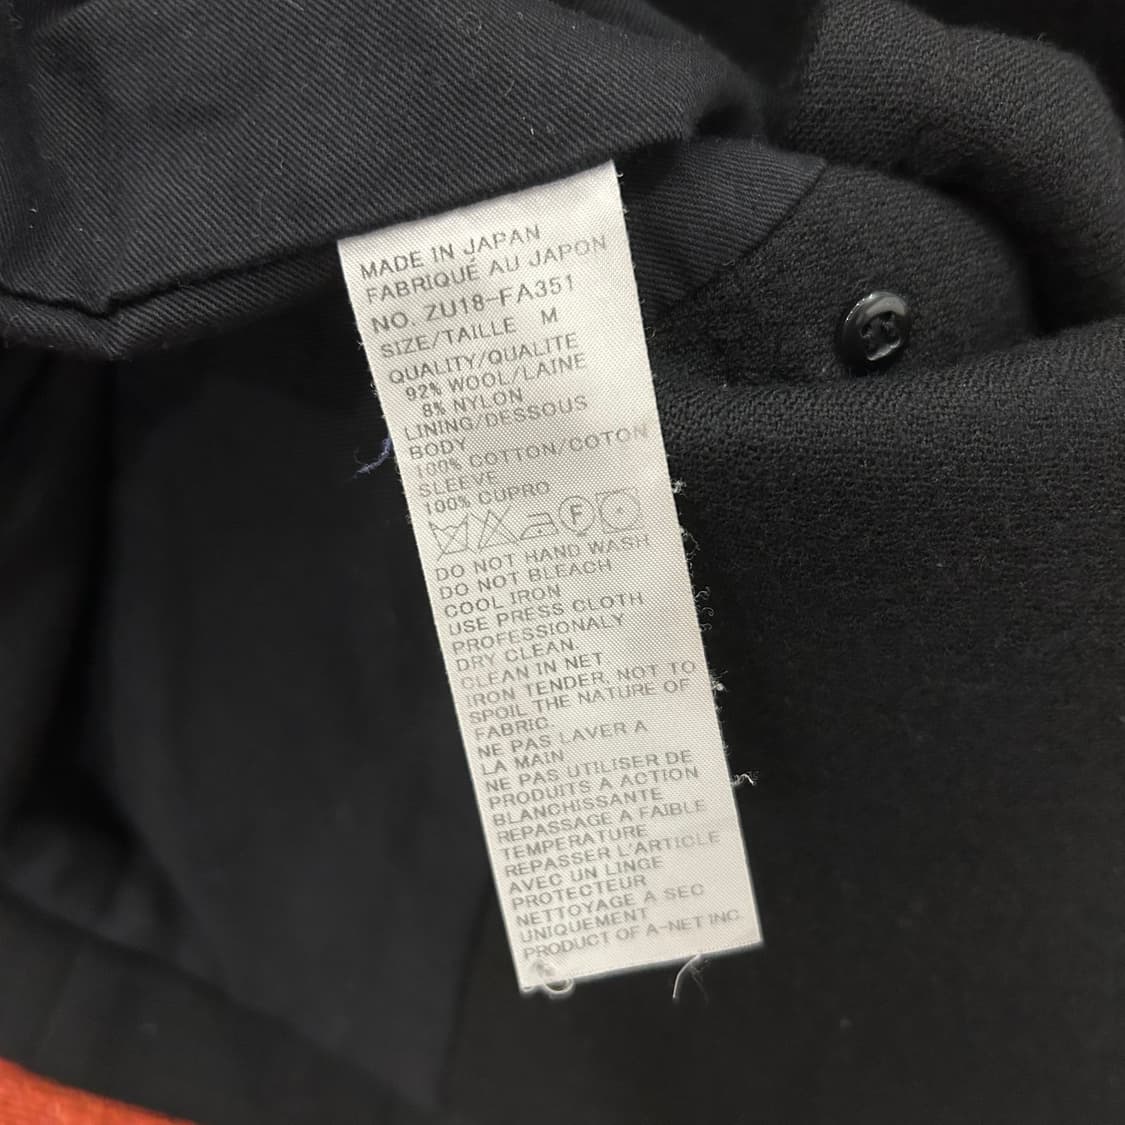 MADE IN JAPAN
FABRIQUÉ AU JAPON
NO. ZU18-FA351
SIZE/TAILLE M
QUALITY/QUALITE
92% WOOL/LAINE
8% NYLON
LINING/DESSOUS
BODY
100% COTTON/COTON
SLEEVE
100% CUPRO
F
DO NOT HAND WASH
DO NOT BLEACH
COOL IRON
USE PRESS CLOTH
PROFESSIONALY
DRY CLEAN.
CLEAN IN NET.
IRON TENDER, NOT TO
SPOIL THE NATURE OF
FABRIC.
NE PAS LAVER A
LA MAIN
NE PAS UTILISER DE
PRODUITS A ACTION
BLANCHISSANTE
REPASSAGE A FAIBLE
TEMPERATURE
REPASSER L'ARTICLE
AVEC UN LINGE
PROTECTEUR
NETTOYAGE A SEC
UNIQUEMENT
PRODUCT OF A-NET INC.